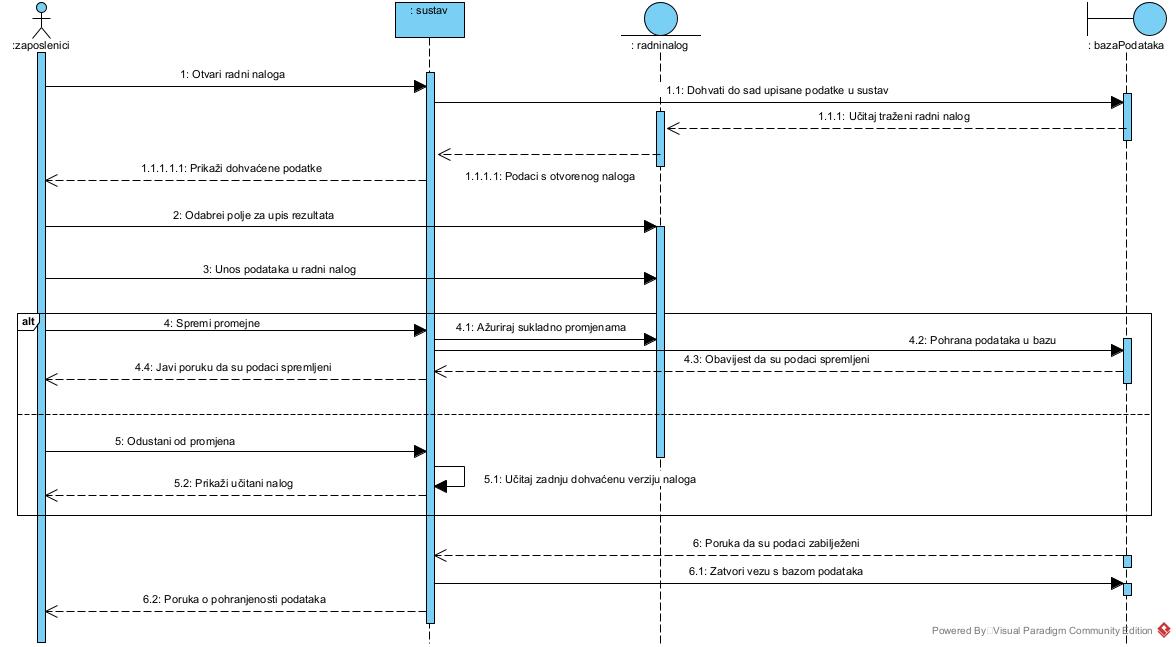 :zaposlenici
: sustav
: radninalog
: bazaPodataka
1: Otvari radni naloga
1.1: Dohvati do sad upisane podatke u sustav
1.1.1: Učitaj traženi radni nalog
1.1.1.1: Podaci s otvorenog naloga
1.1.1.1.1: Prikaži dohvaćene podatke
2: Odabrei polje za upis rezultata
3: Unos podataka u radni nalog
alt
4: Spremi promejne
4.1: Ažuriraj sukladno promjenama
4.2: Pohrana podataka u bazu
4.3: Obavijest da su podaci spremljeni
4.4: Javi poruku da su podaci spremljeni
5: Odustani od promjena
5.1: Učitaj zadnju dohvaćenu verziju naloga
5.2: Prikaži učitani nalog
6: Poruka da su podaci zabilježeni
6.1: Zatvori vezu s bazom podataka
6.2: Poruka o pohranjenosti podataka
Powered By Visual Paradigm Community Edition